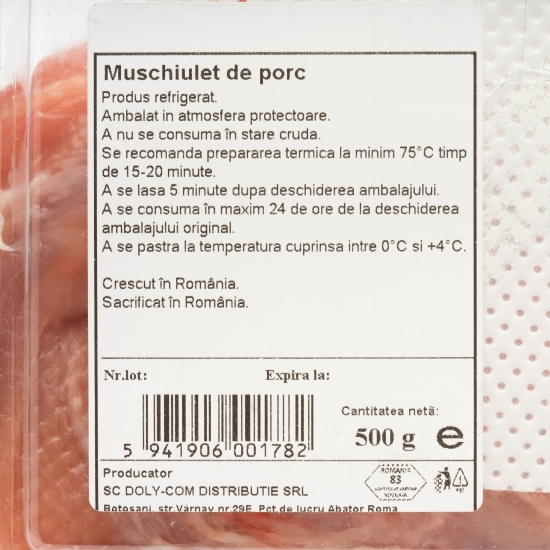 Muschiulet de porc
Produs refrigerat.
Ambalat in atmosfera protectoare.
A nu se consuma în stare cruda.
Se recomanda prepararea termica la minim 75°C timp
de 15-20 minute.
A se lasa 5 minute dupa deschiderea ambalajului.
A se consuma în maxim 24 de ore de la deschiderea
ambalajului original.
A se pastra la temperatura cuprinsa intre 0°C si +4°C.
Crescut în România.
Sacrificat în România.
Nr.lot: Expira la:
Cantitatea netă:
500 g e
5 941906 001782
Producator
SC DOLY-COM DISTRIBUTIE SRL
ROMANIA
83
Botosani, str.Vârnav nr.29E, Pct.de lucru Abator Roma